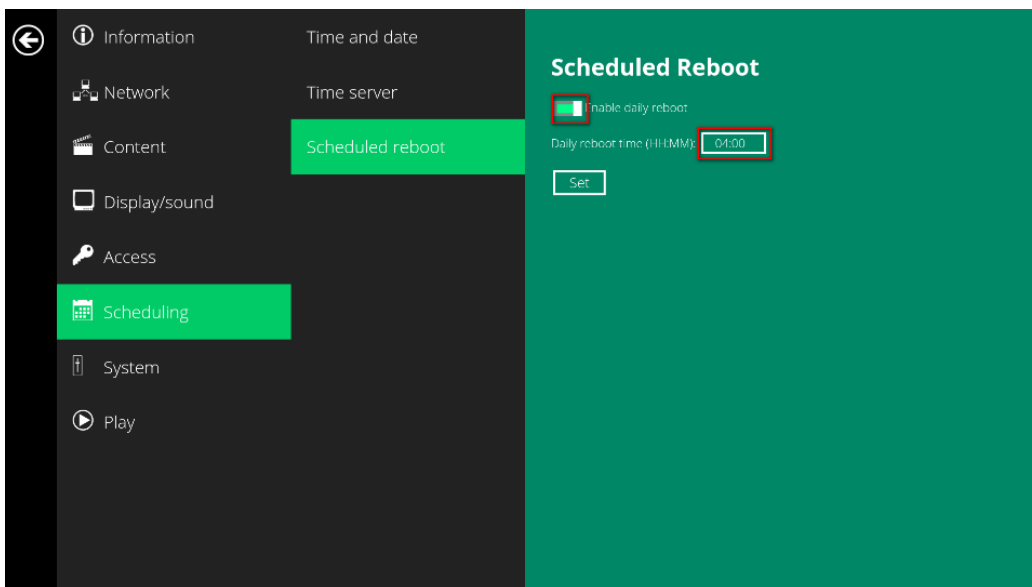 Information
Network
Content
Display/sound
Access
Scheduling
System
Play
Time and date
Time server
Scheduled reboot
Scheduled Reboot
Enable daily reboot
Daily reboot time (HH:MM): 04:00
Set